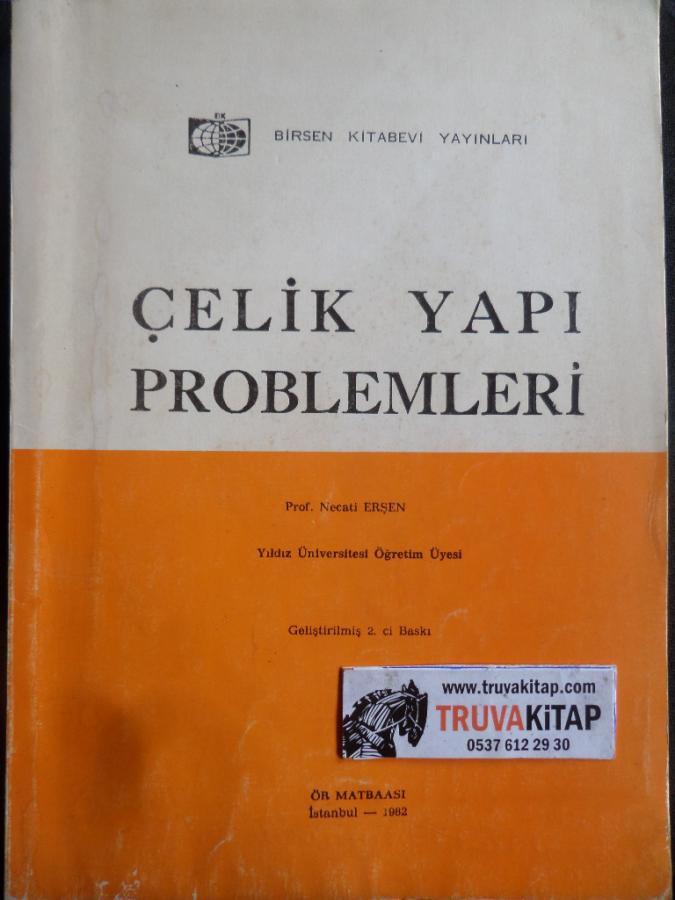 BK
BİRSEN KİTABEVİ YAYINLARI
ÇELİK YAPI
PROBLEMLERİ
Prof. Necati ERŞEN
Yıldız Üniversitesi Öğretim Üyesi
Geliştirilmiş 2. ci Baskı
www.truvakitap.com
TRUVAKİTAP
0537 612 29 30
ÖR MATBAASI
İstanbul — 1982